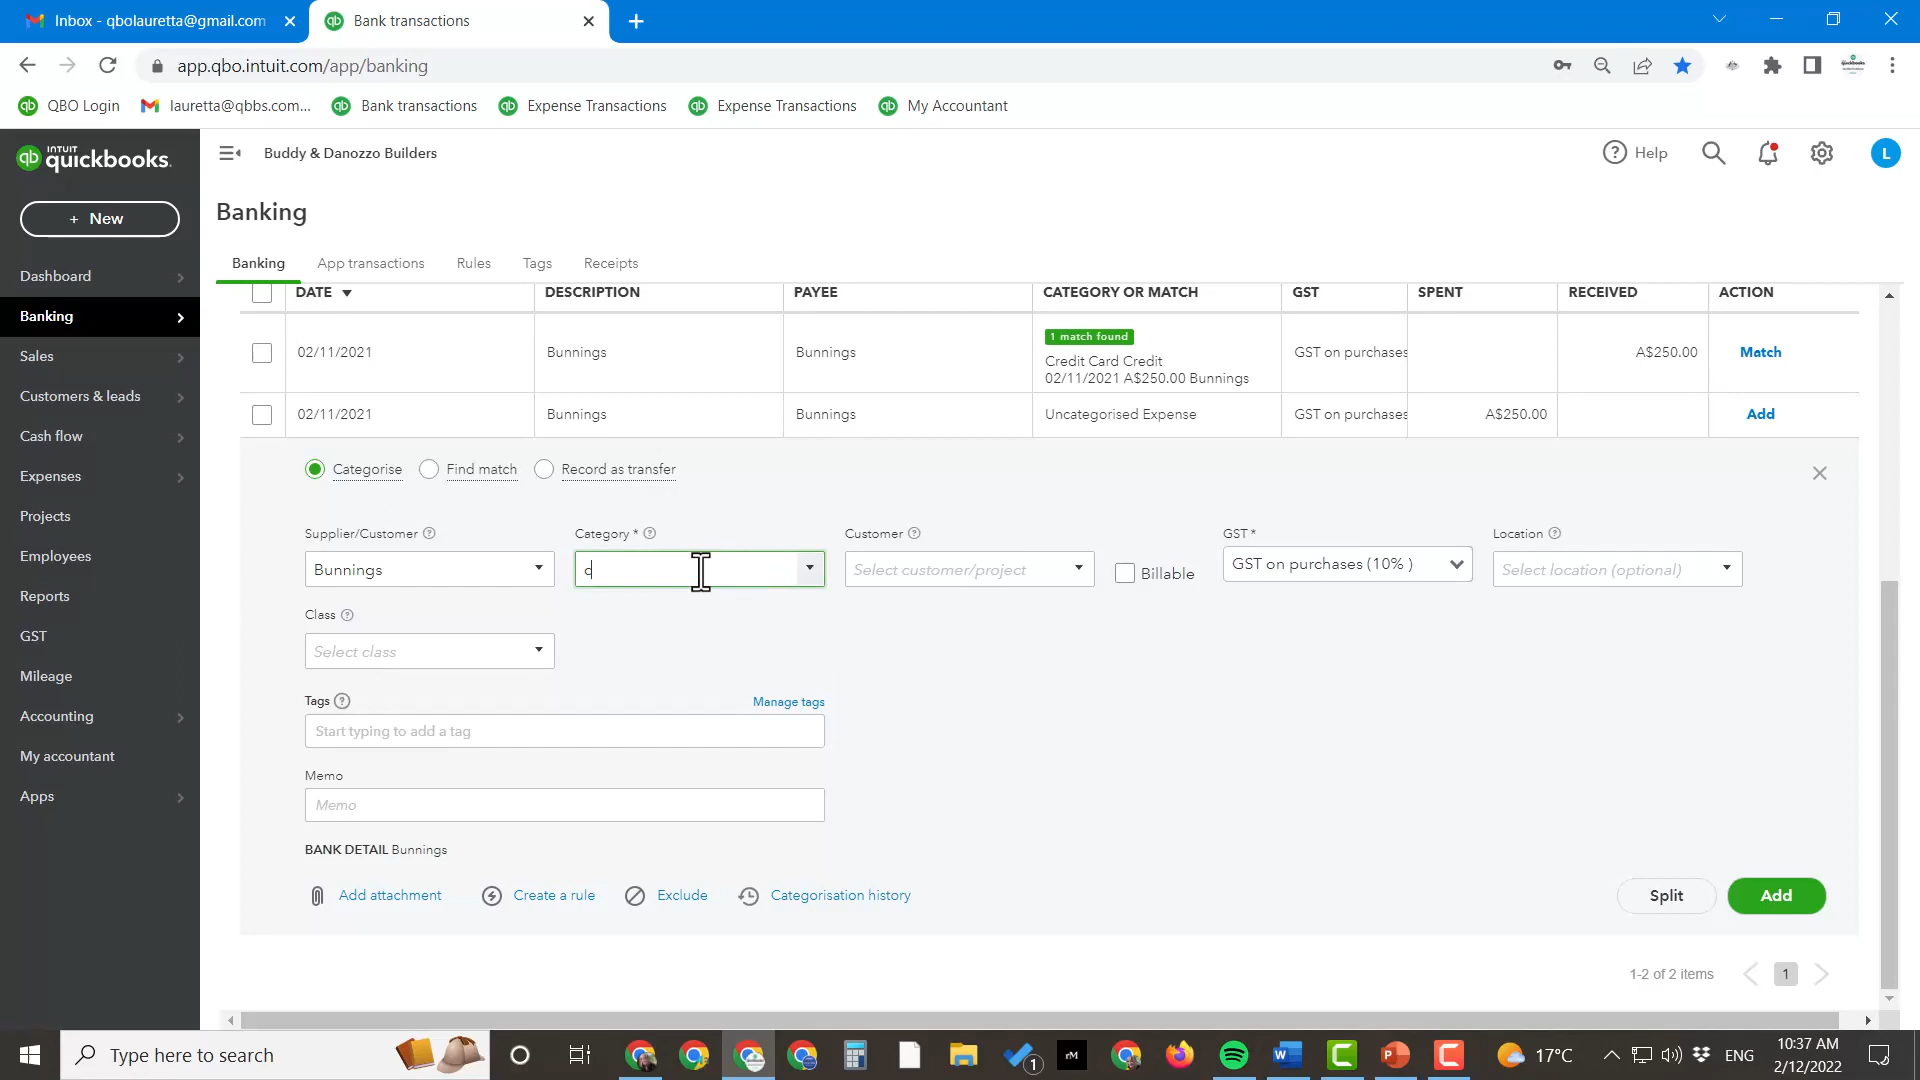 Inbox - qbolauretta@gmail.com
Bank transactions
app.qbo.intuit.com/app/banking
QBO Login
lauretta@qbbs.com...
Bank transactions
Expense Transactions
Expense Transactions
My Accountant
INTUIT
quickbooks.
Buddy & Danozzo Builders
Help
L
+ New
Banking
Banking
App transactions
Rules
Tags
Receipts
Dashboard
Banking
Sales
Customers & leads
Cash flow
Expenses
Projects
Employees
Reports
GST
Mileage
Accounting
My accountant
Apps
DATE DESCRIPTION PAYEE CATEGORY OR MATCH GST SPENT RECEIVED ACTION
1 match found
02/11/2021 Bunnings Bunnings Credit Card Credit GST on purchases A$250.00 Match
02/11/2021 A$250.00 Bunnings
02/11/2021 Bunnings Bunnings Uncategorised Expense GST on purchases A$250.00 Add
Categorise Find match Record as transfer
Supplier/Customer Category * Customer GST * Location
Bunnings c Select customer/project Billable GST on purchases (10% ) Select location (optional)
Class
Select class
Tags Manage tags
Start typing to add a tag
Memo
Memo
BANK DETAIL Bunnings
Add attachment Create a rule Exclude Categorisation history Split Add
1-2 of 2 items 1
Type here to search
1
rM
17°C
ENG
10:37 AM
2/12/2022